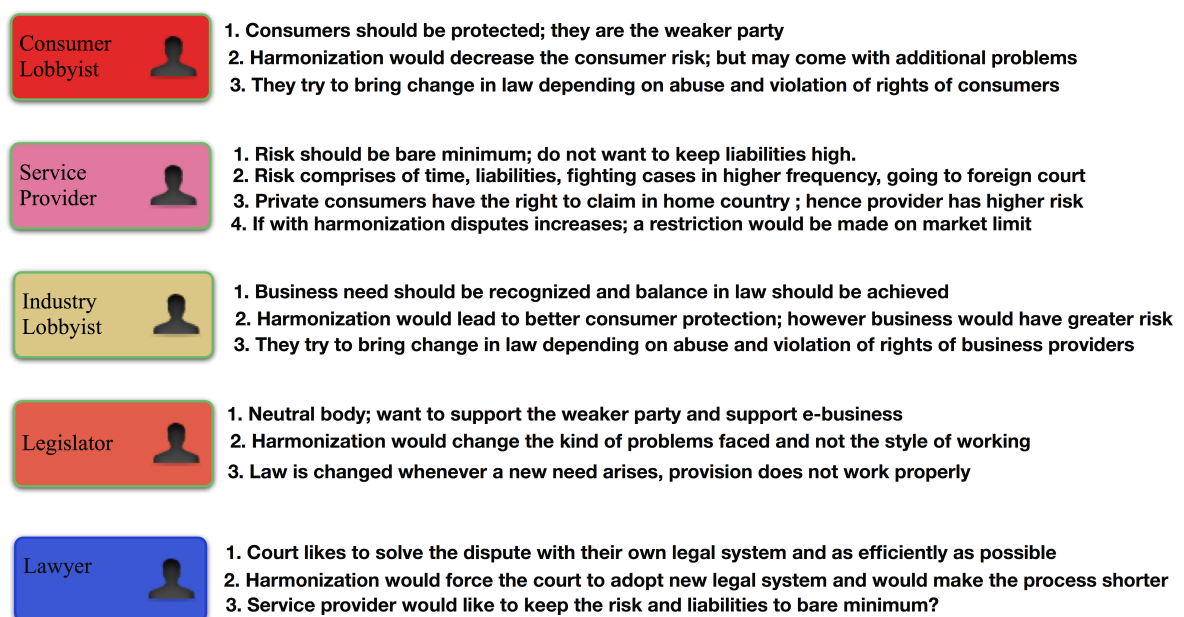 Consumer
Lobbyist
1. Consumers should be protected; they are the weaker party
2. Harmonization would decrease the consumer risk; but may come with additional problems
3. They try to bring change in law depending on abuse and violation of rights of consumers
Service
Provider
1. Risk should be bare minimum; do not want to keep liabilities high.
2. Risk comprises of time, liabilities, fighting cases in higher frequency, going to foreign court
3. Private consumers have the right to claim in home country ; hence provider has higher risk
4. If with harmonization disputes increases; a restriction would be made on market limit
Industry
Lobbyist
1. Business need should be recognized and balance in law should be achieved
2. Harmonization would lead to better consumer protection; however business would have greater risk
3. They try to bring change in law depending on abuse and violation of rights of business providers
Legislator
1. Neutral body; want to support the weaker party and support e-business
2. Harmonization would change the kind of problems faced and not the style of working
3. Law is changed whenever a new need arises, provision does not work properly
Lawyer
1. Court likes to solve the dispute with their own legal system and as efficiently as possible
2. Harmonization would force the court to adopt new legal system and would make the process shorter
3. Service provider would like to keep the risk and liabilities to bare minimum?